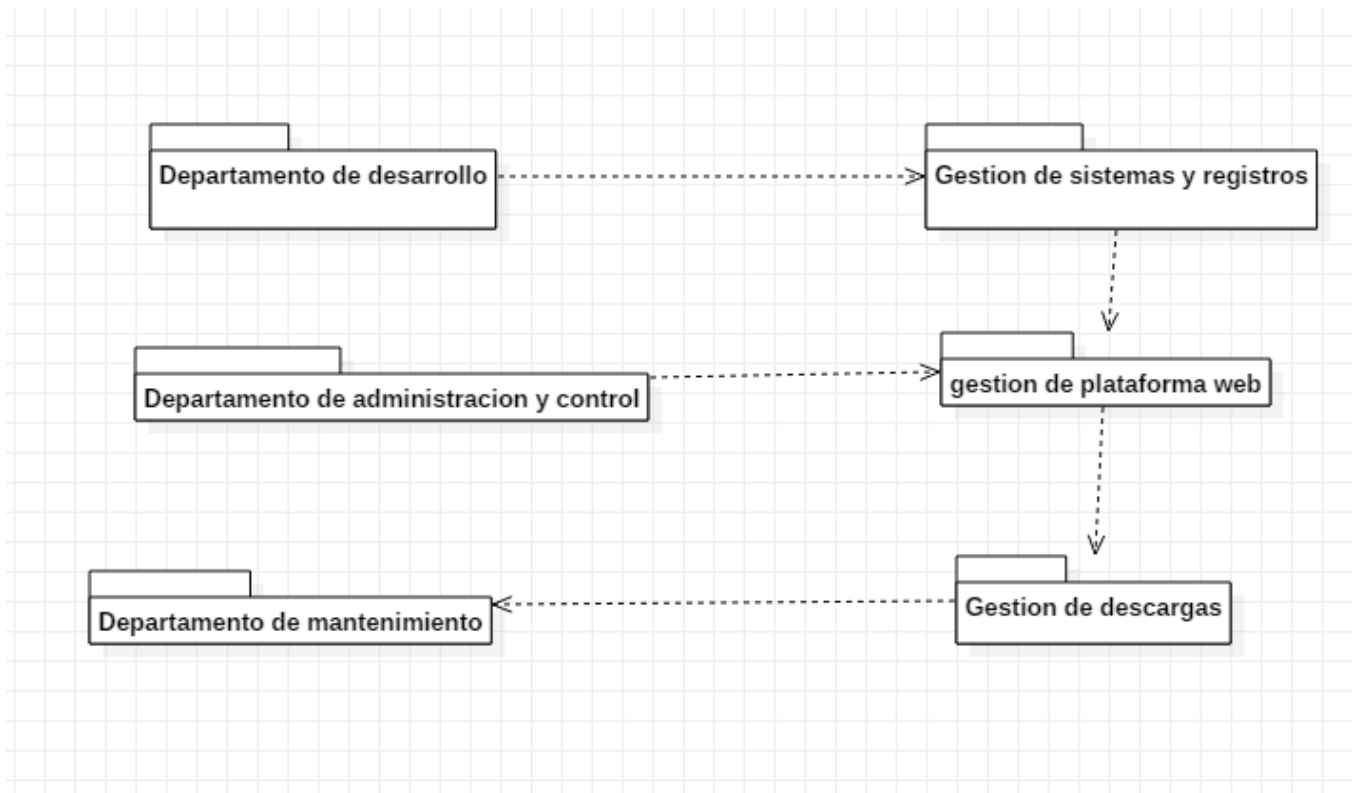 Departamento de desarrollo
Gestion de sistemas y registros
Departamento de administracion y control
gestion de plataforma web
Departamento de mantenimiento
Gestion de descargas